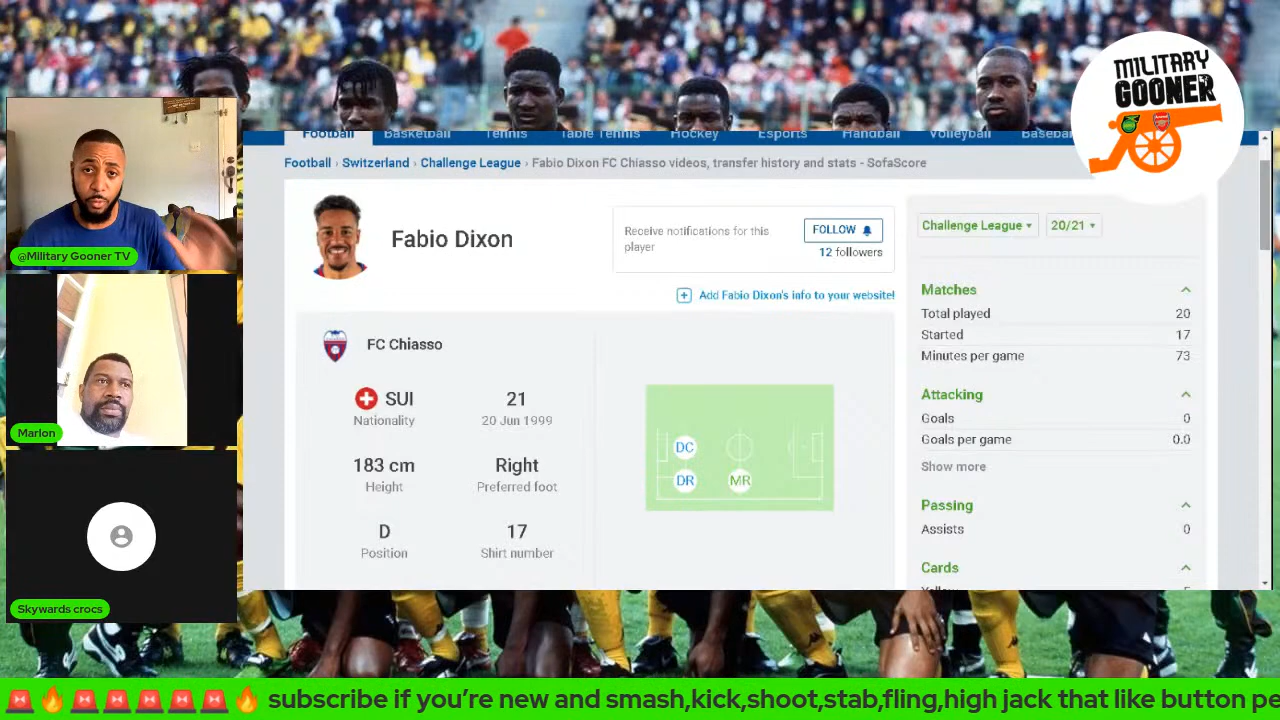 Football Basketball Tennis Table Tennis Hockey Esports Handball Volleyball
MILITARY
GOONER
Football › Switzerland › Challenge League › Fabio Dixon FC Chiasso videos, transfer history and stats - SofaScore
Fabio Dixon
Receive notifications for this
player
FOLLOW
12 followers
+ Add Fabio Dixon's info to your website!
Challenge League ▾ 20/21 ▾
FC Chiasso
SUI
Nationality
21
20 Jun 1999
183 cm
Height
Right
Preferred foot
D
Position
17
Shirt number
DC
DR MR
Matches
Total played 20
Started 17
Minutes per game 73
Attacking
Goals 0
Goals per game 0.0
Show more
Passing
Assists 0
Cards
@Military Gooner TV
Marlon
Skywards crocs
🚨🔥🚨🚨🚨🚨🚨🔥 subscribe if you’re new and smash,kick,shoot,stab,fling,high jack that like button pe